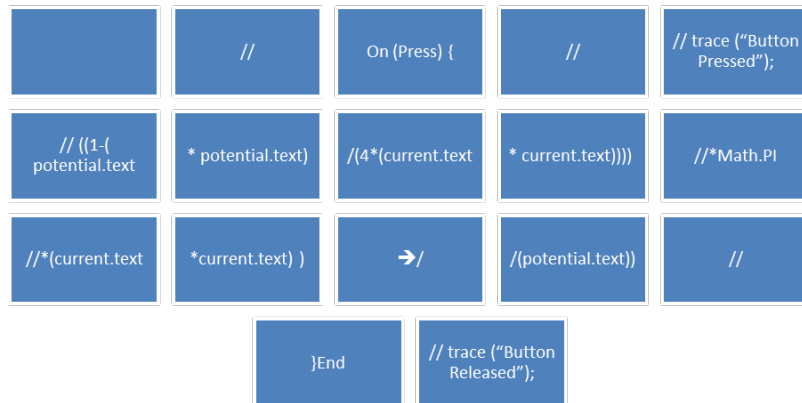 //
On (Press) {
//
// trace (“Button
Pressed”);
// ((1-(
potential.text
* potential.text)
/(4*(current.text
* current.text))))
//*Math.PI
//*(current.text
*current.text) )
➔/
/(potential.text))
//
}End
// trace (“Button
Released”);